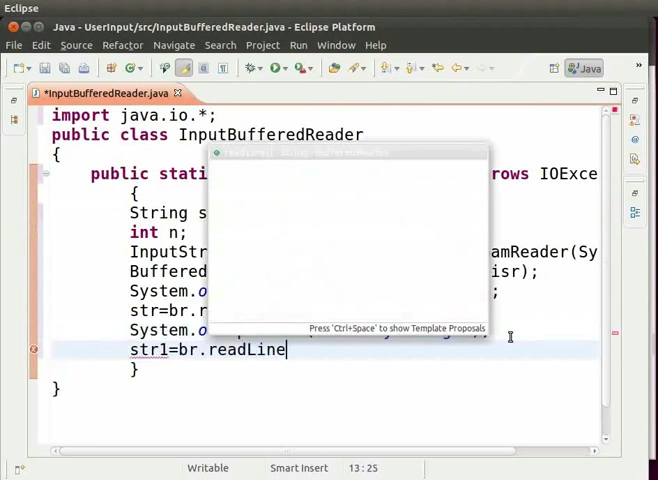 Eclipse
Java - UserInput/src/InputBufferedReader.java - Eclipse Platform
File Edit Source Refactor Navigate Search Project Run Window Help
Java
»
*InputBufferedReader.java
import java.io.*;
public class InputBufferedReader
{
public stati rows IOExce
{
String s
int n;
InputStr amReader(Sy
Buffered isr);
System.o ;
str=br.r
System.o
str1=br.readLine
}
}
readLine() : String - BufferedReader
Press 'Ctrl+Space' to show Template Proposals
Writable Smart Insert 13 : 25